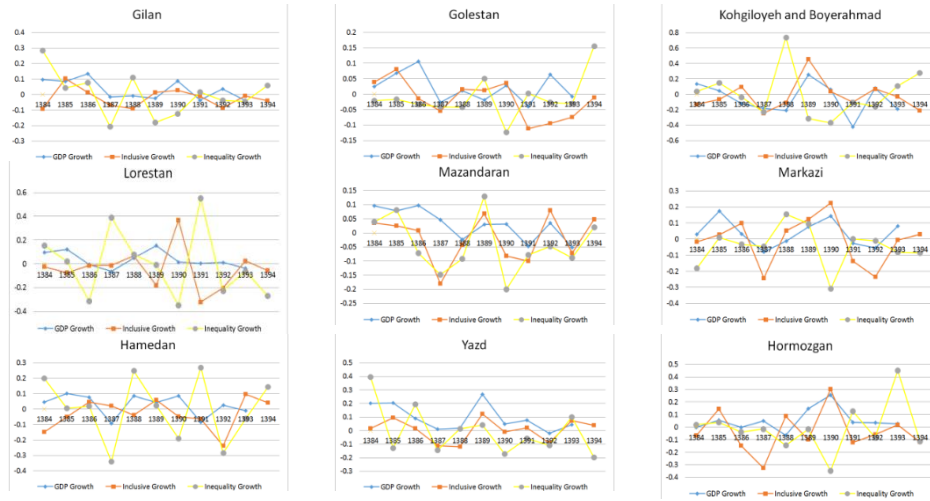 Gilan
0.4
0.3
0.2
0.1
0
-0.1
-0.2
-0.3
1384 1385 1386 1387 1388 1389 1390 1391 1392 1393 1394
GDP Growth Inclusive Growth Inequality Growth
Golestan
0.2
0.15
0.1
0.05
0
-0.05
-0.1
-0.15
1384 1385 1386 1387 1388 1389 1390 1391 1392 1393 1394
GDP Growth Inclusive Growth Inequality Growth
Kohgiloyeh and Boyerahmad
0.8
0.6
0.4
0.2
0
-0.2
-0.4
-0.6
1384 1385 1386 1387 1388 1389 1390 1391 1392 1393 1394
GDP Growth Inclusive Growth Inequality Growth
Lorestan
0.6
0.4
0.2
0
-0.2
-0.4
1384 1385 1386 1387 1388 1389 1390 1391 1392 1393 1394
GDP Growth Inclusive Growth Inequality Growth
Mazandaran
0.15
0.1
0.05
0
-0.05
-0.1
-0.15
-0.2
-0.25
1384 1385 1386 1387 1388 1389 1390 1391 1392 1393 1394
GDP Growth Inclusive Growth Inequality Growth
Markazi
0.3
0.2
0.1
0
-0.1
-0.2
-0.3
-0.4
1384 1385 1386 1387 1388 1389 1390 1391 1392 1393 1394
GDP Growth Inclusive Growth Inequality Growth
Hamedan
0.3
0.2
0.1
0
-0.1
-0.2
-0.3
-0.4
1384 1385 1386 1387 1388 1389 1390 1391 1392 1393 1394
GDP Growth Inclusive Growth Inequality Growth
Yazd
0.5
0.4
0.3
0.2
0.1
0
-0.1
-0.2
-0.3
1384 1385 1386 1387 1388 1389 1390 1391 1392 1393 1394
GDP Growth Inclusive Growth Inequality Growth
Hormozgan
0.5
0.4
0.3
0.2
0.1
0
-0.1
-0.2
-0.3
-0.4
1384 1385 1386 1387 1388 1389 1390 1391 1392 1393 1394
GDP Growth Inclusive Growth Inequality Growth